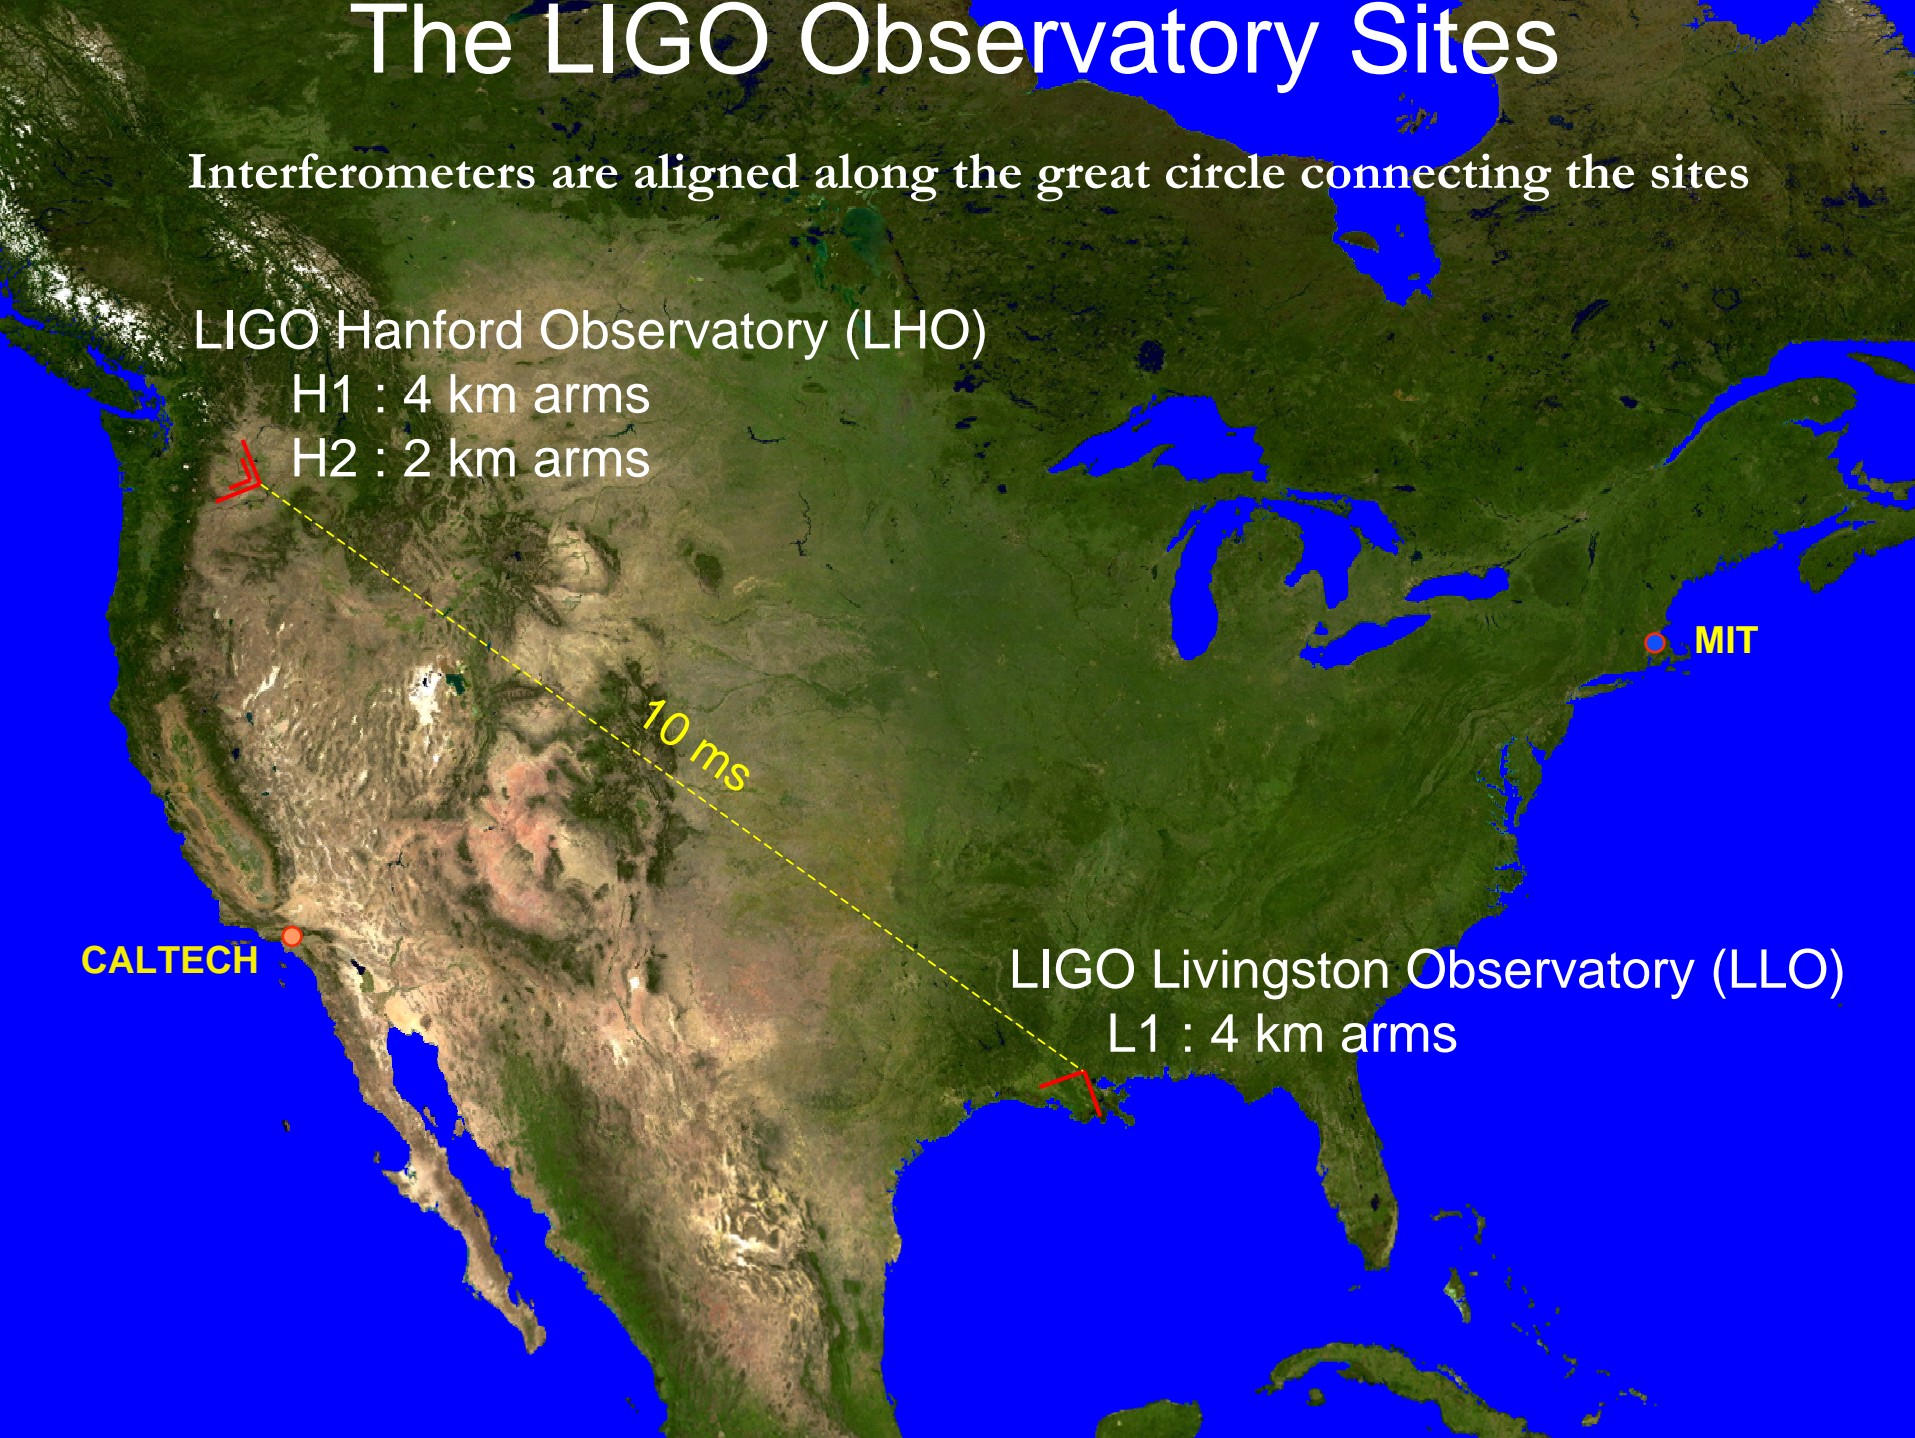 The LIGO Observatory Sites
Interferometers are aligned along the great circle connecting the sites
LIGO Hanford Observatory (LHO)
H1 : 4 km arms
H2 : 2 km arms
MIT
10 ms
CALTECH
LIGO Livingston Observatory (LLO)
L1 : 4 km arms